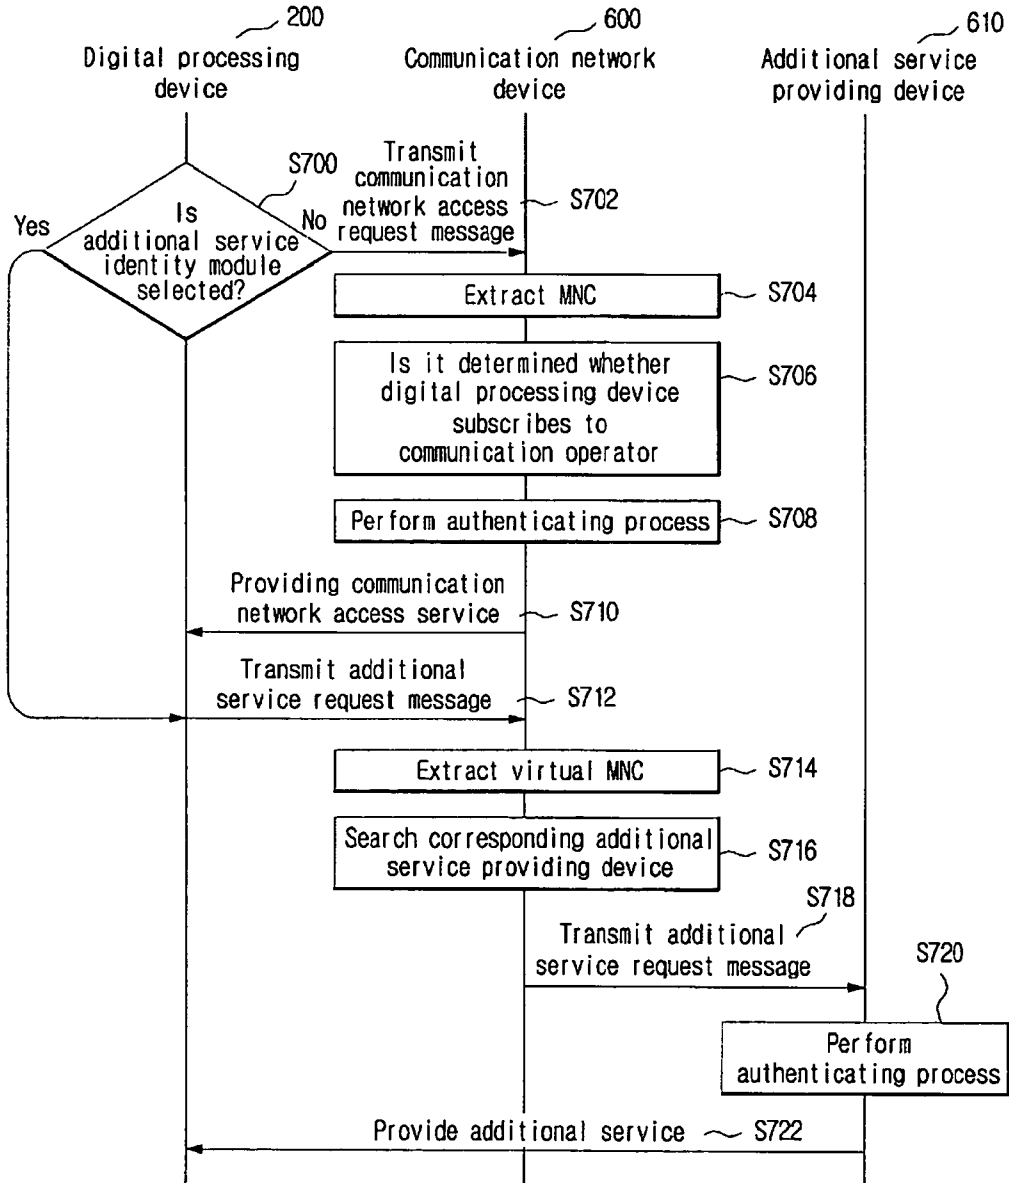 200
Digital processing
device
600
Communication network
device
610
Additional service
providing device
S700
Is
additional service
identity module
selected?
Yes
No
Transmit
communication
network access
request message
S702
Extract MNC
S704
Is it determined whether
digital processing device
subscribes to
communication operator
S706
Perform authenticating process
S708
Providing communication
network access service
S710
Transmit additional
service request message
S712
Extract virtual MNC
S714
Search corresponding additional
service providing device
S716
S718
Transmit additional
service request message
S720
Perform
authenticating process
Provide additional service
S722